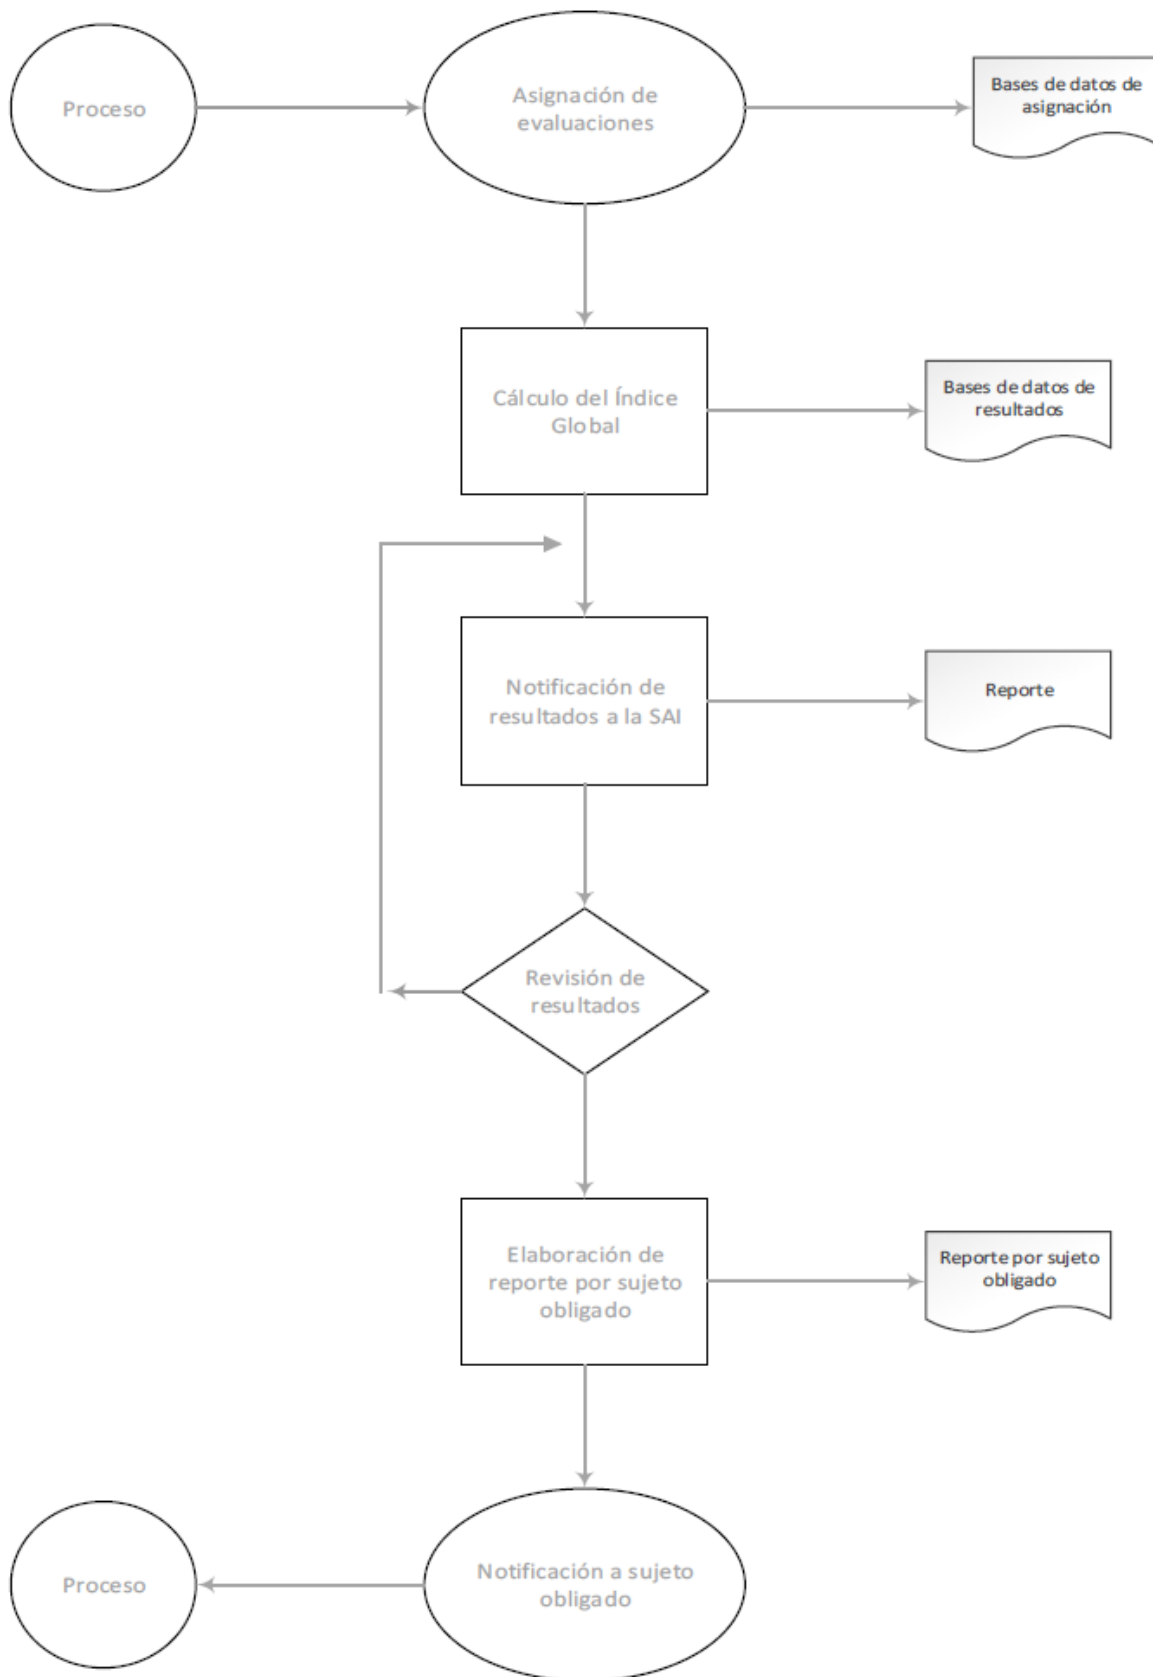 Proceso
Asignación de
evaluaciones
Bases de datos de
asignación
Cálculo del Índice
Global
Bases de datos de
resultados
Notificación de
resultados a la SAI
Reporte
Revisión de
resultados
Elaboración de
reporte por sujeto
obligado
Reporte por sujeto
obligado
Proceso
Notificación a sujeto
obligado